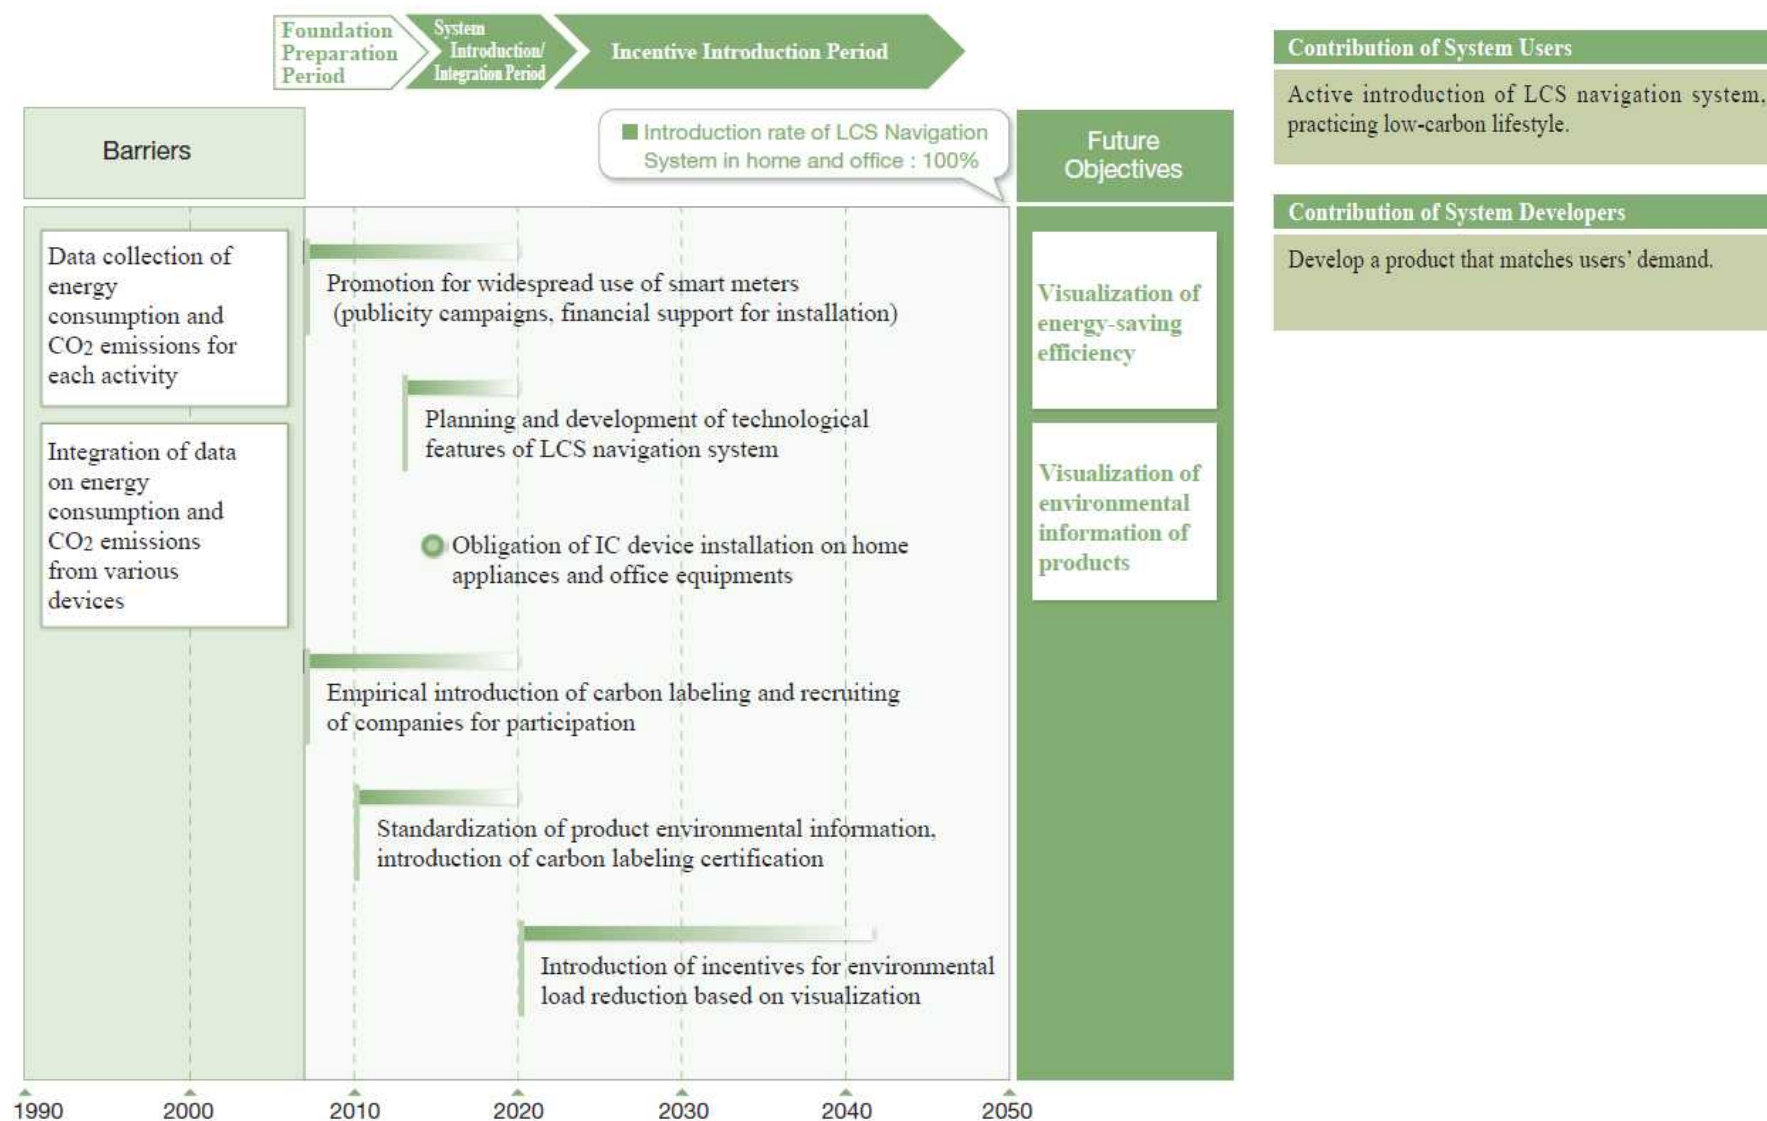 Foundation
Preparation
Period
System
Introduction/
Integration Period
Incentive Introduction Period
Barriers
■ Introduction rate of LCS Navigation
System in home and office : 100%
Future
Objectives
Data collection of
energy
consumption and
CO2 emissions for
each activity
Integration of data
on energy
consumption and
CO2 emissions
from various
devices
Promotion for widespread use of smart meters
(publicity campaigns, financial support for installation)
Planning and development of technological
features of LCS navigation system
Obligation of IC device installation on home
appliances and office equipments
Empirical introduction of carbon labeling and recruiting
of companies for participation
Standardization of product environmental information,
introduction of carbon labeling certification
Introduction of incentives for environmental
load reduction based on visualization
Visualization of
energy-saving
efficiency
Visualization of
environmental
information of
products
1990 2000 2010 2020 2030 2040 2050
Contribution of System Users
Active introduction of LCS navigation system,
practicing low-carbon lifestyle.
Contribution of System Developers
Develop a product that matches users' demand.